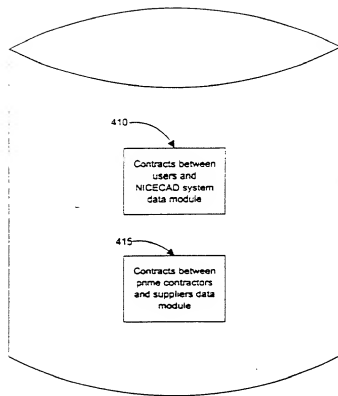 410
Contracts between
users and
NICECAD system
data module
415
Contracts between
prime contractors
and suppliers data
module